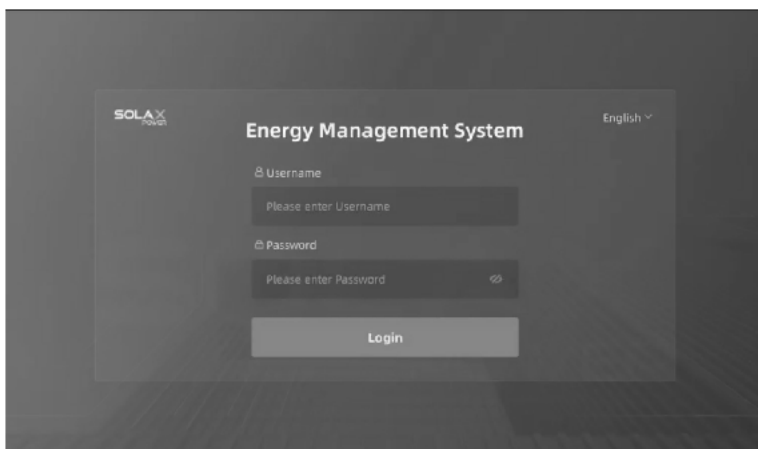 SOLAX
POWER
English
Energy Management System
Username
Please enter Username
Password
Please enter Password
Login